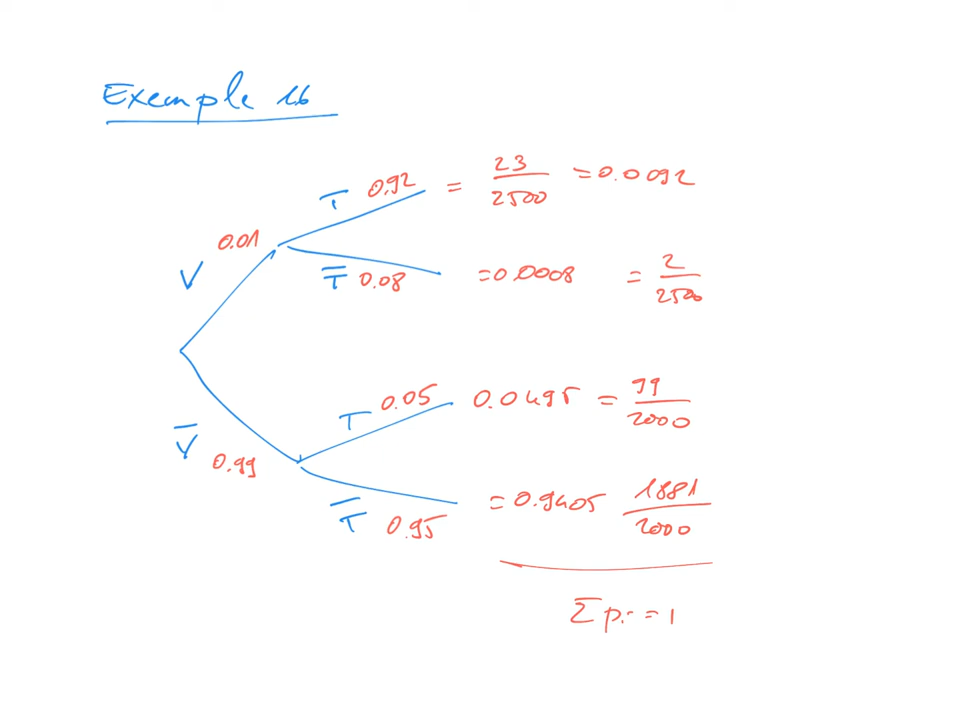 Exemple 16
T 0.92 = 23/2500 = 0.0092
V 0.01
T̅ 0.08 = 0.0008 = 2/2500
T 0.05 0.0495 = 99/2000
V̅ 0.99
T̅ 0.95 = 0.9405 1881/2000
Σ pi = 1